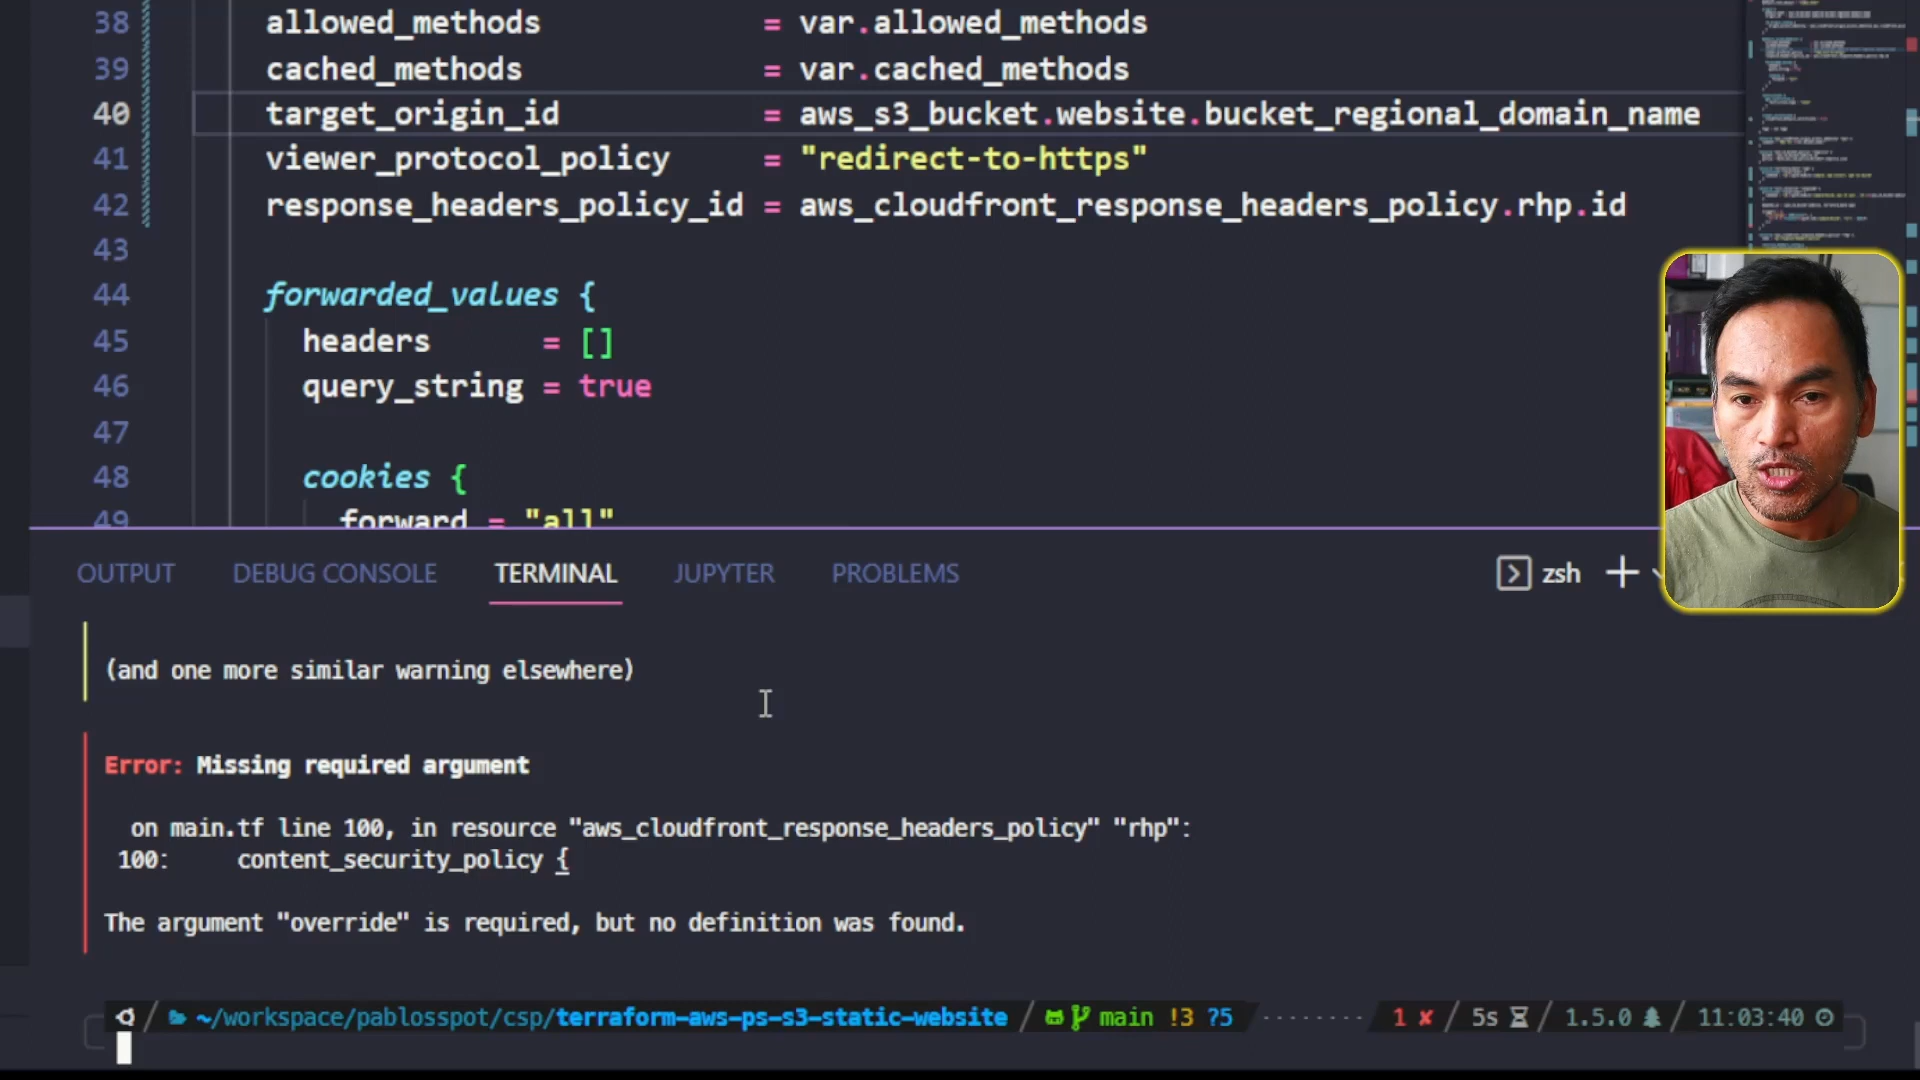 38 allowed_methods = var.allowed_methods
39 cached_methods = var.cached_methods
40 target_origin_id = aws_s3_bucket.website.bucket_regional_domain_name
41 viewer_protocol_policy = "redirect-to-https"
42 response_headers_policy_id = aws_cloudfront_response_headers_policy.rhp.id
43
44 forwarded_values {
45 headers = []
46 query_string = true
47
48 cookies {
49 forward = "all"
OUTPUT DEBUG CONSOLE TERMINAL JUPYTER PROBLEMS zsh
(and one more similar warning elsewhere)
Error: Missing required argument
on main.tf line 100, in resource "aws_cloudfront_response_headers_policy" "rhp":
100: content_security_policy {
The argument "override" is required, but no definition was found.
~/workspace/pablosspot/csp/terraform-aws-ps-s3-static-website main !3 ?5 1 ✘ 5s 1.5.0 11:03:40